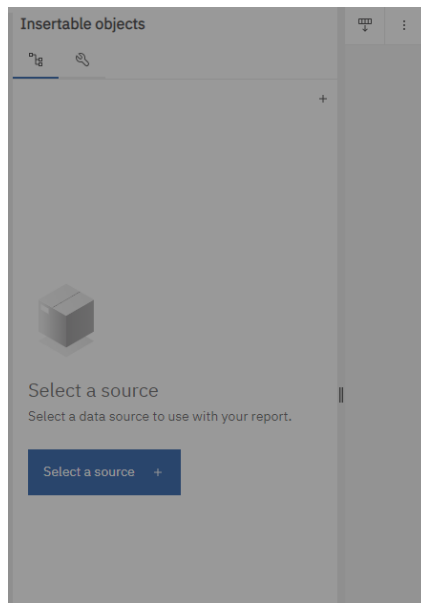 Insertable objects
Select a source
Select a data source to use with your report.
Select a source +